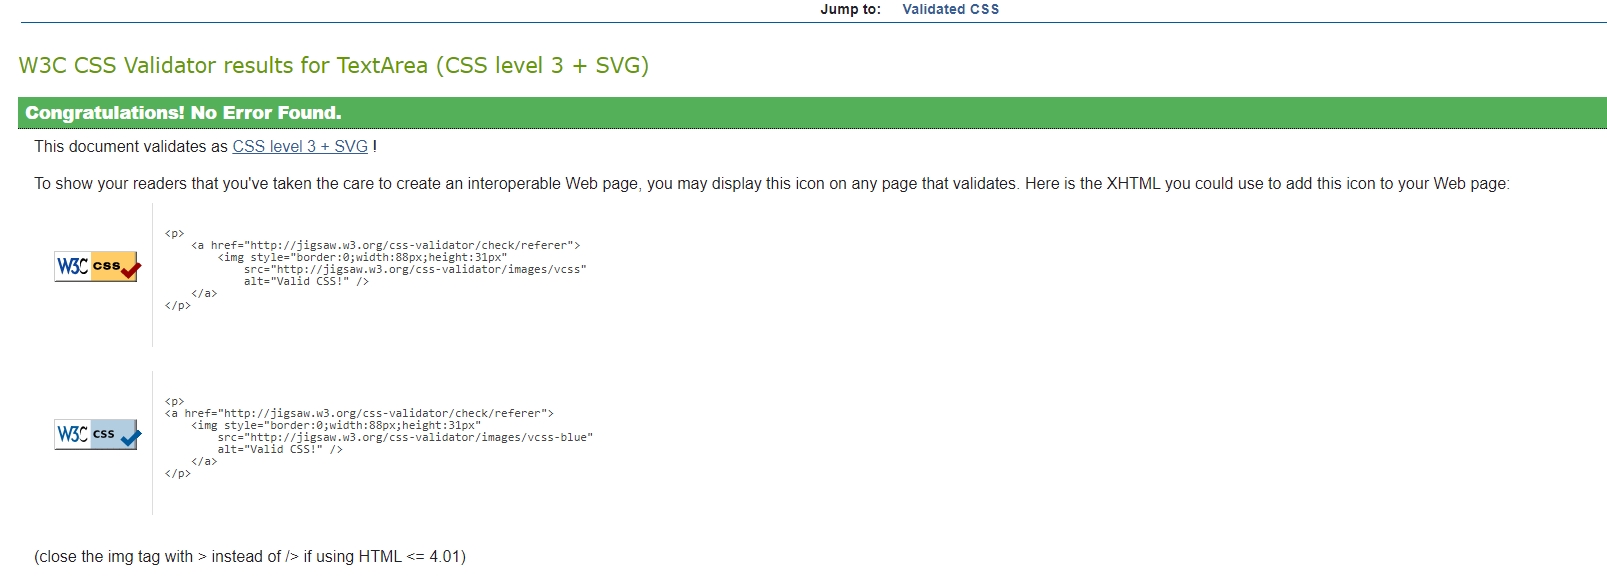 Jump to: Validated CSS
W3C CSS Validator results for TextArea (CSS level 3 + SVG)
Congratulations! No Error Found.
This document validates as CSS level 3 + SVG !
To show your readers that you've taken the care to create an interoperable Web page, you may display this icon on any page that validates. Here is the XHTML you could use to add this icon to your Web page:
<p>
<a href="http://jigsaw.w3.org/css-validator/check/referer">
W3C css
<img style="border:0;width:88px;height:31px"
src="http://jigsaw.w3.org/css-validator/images/vcss"
alt="Valid CSS!" />
</a>
</p>
<p>
<a href="http://jigsaw.w3.org/css-validator/check/referer">
W3C css
<img style="border:0;width:88px;height:31px"
src="http://jigsaw.w3.org/css-validator/images/vcss-blue"
alt="Valid CSS!" />
</a>
</p>
(close the img tag with > instead of /> if using HTML <= 4.01)